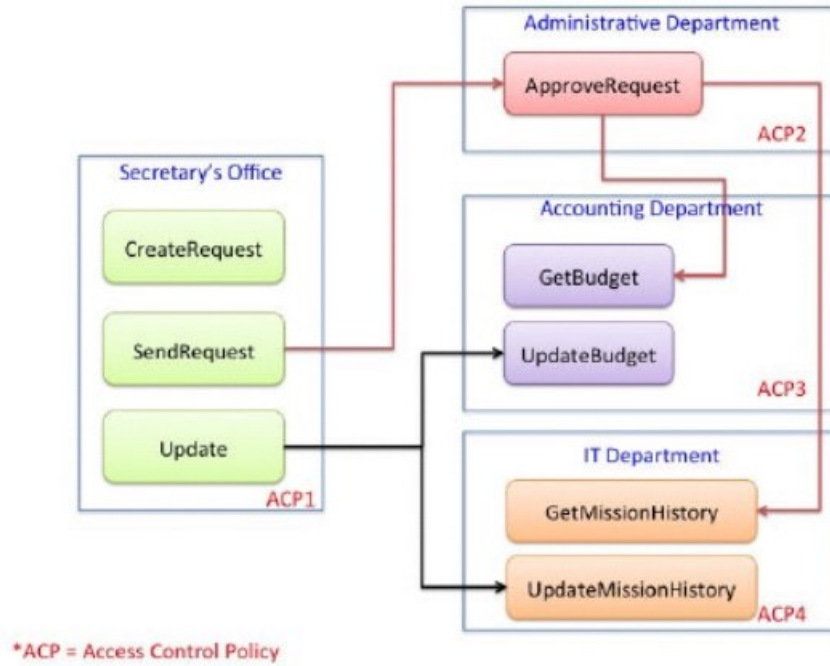 Administrative Department
ApproveRequest
ACP2
Secretary's Office
CreateRequest
SendRequest
Update
ACP1
Accounting Department
GetBudget
UpdateBudget
ACP3
IT Department
GetMissionHistory
UpdateMissionHistory
ACP4
*ACP = Access Control Policy